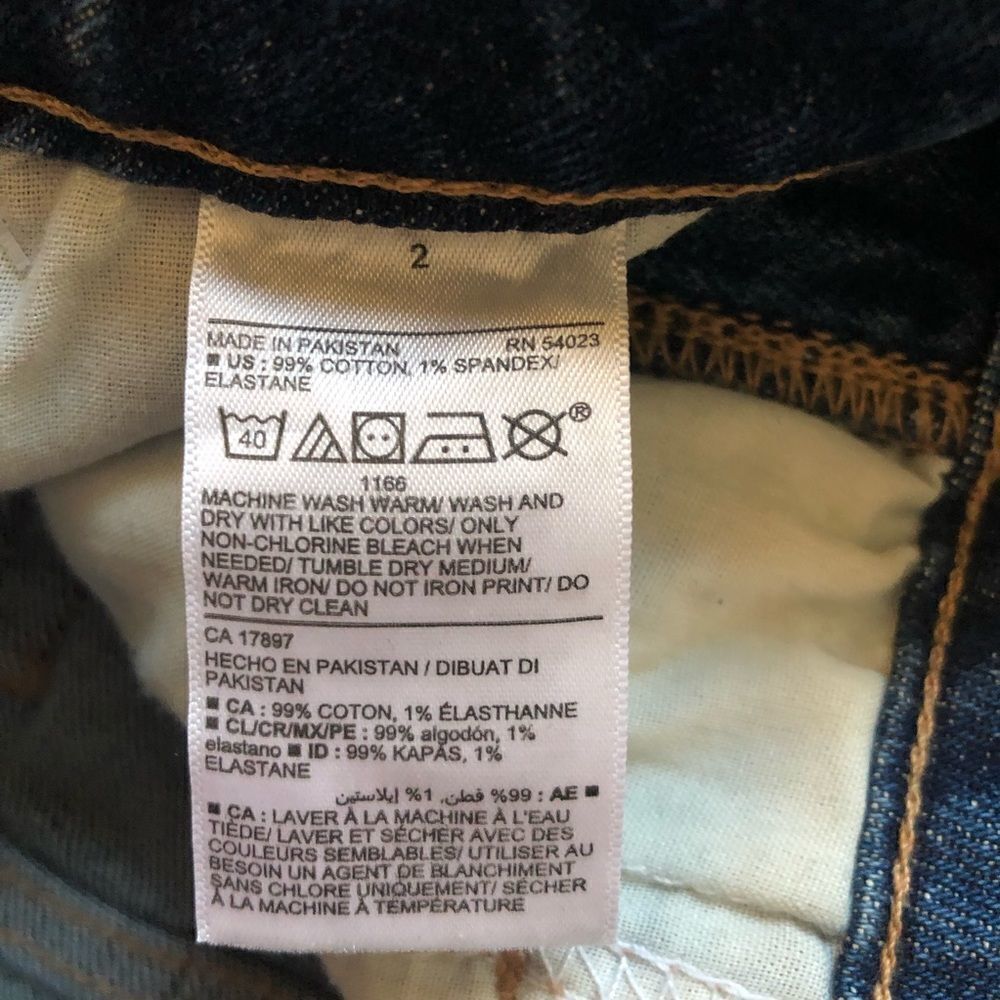 2
MADE IN PAKISTAN RN 54023
■ US : 99% COTTON, 1% SPANDEX/
ELASTANE
40 ®
1166
MACHINE WASH WARM/ WASH AND
DRY WITH LIKE COLORS/ ONLY
NON-CHLORINE BLEACH WHEN
NEEDED/ TUMBLE DRY MEDIUM/
WARM IRON/ DO NOT IRON PRINT/ DO
NOT DRY CLEAN
CA 17897
HECHO EN PAKISTAN / DIBUAT DI
PAKISTAN
■ CA : 99% COTON, 1% ÉLASTHANNE
■ CL/CR/MX/PE : 99% algodón, 1%
elastano ■ ID : 99% KAPAS, 1%
ELASTANE
■ AE : %99 قطن, %1 إيلاستين
■ CA : LAVER À LA MACHINE À L'EAU
TIÈDE/ LAVER ET SÉCHER AVEC DES
COULEURS SEMBLABLES/ UTILISER AU
BESOIN UN AGENT DE BLANCHIMENT
SANS CHLORE UNIQUEMENT/ SÉCHER
À LA MACHINE À TEMPÉRATURE